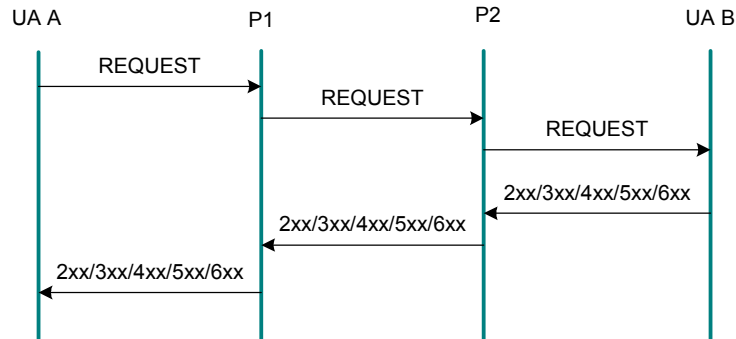 UA A
P1
P2
UA B
REQUEST
REQUEST
REQUEST
2xx/3xx/4xx/5xx/6xx
2xx/3xx/4xx/5xx/6xx
2xx/3xx/4xx/5xx/6xx